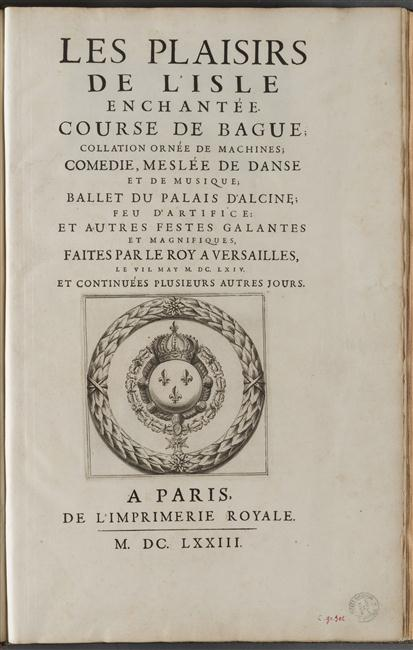 LES PLAISIRS
DE L'ISLE
ENCHANTÉE.
COURSE DE BAGUE;
COLLATION ORNÉE DE MACHINES;
COMEDIE, MESLÉE DE DANSE
ET DE MUSIQUE;
BALLET DU PALAIS D'ALCINE;
FEU D'ARTIFICE:
ET AUTRES FESTES GALANTES
ET MAGNIFIQUES,
FAITES PAR LE ROY A VERSAILLES,
LE VII. MAY M. DC. LXIV.
ET CONTINUÉES PLUSIEURS AUTRES JOURS.
A PARIS,
DE L'IMPRIMERIE ROYALE.
M. DC. LXXIII.